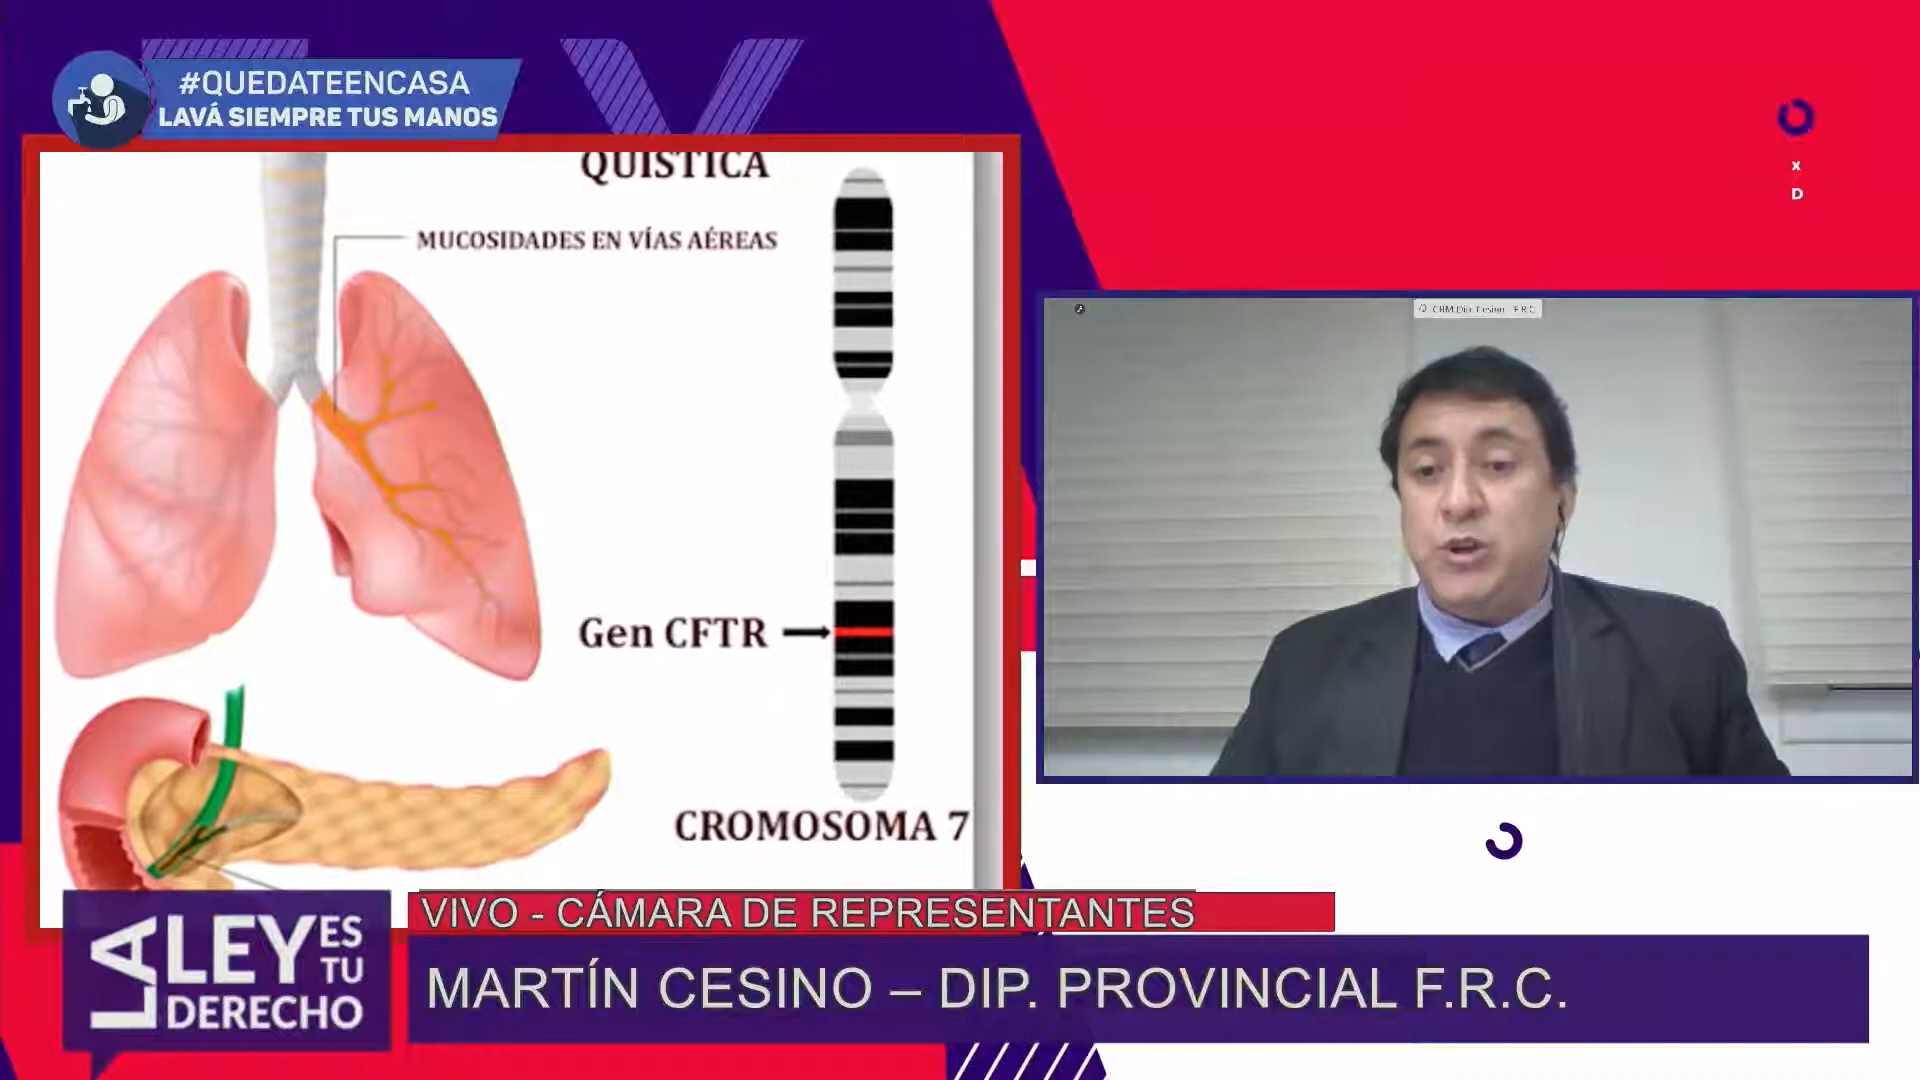 #QUEDATEENCASA
LAVÁ SIEMPRE TUS MANOS
QUÍSTICA
MUCOSIDADES EN VÍAS AÉREAS
Gen CFTR
CROMOSOMA 7
x
D
LA LEY ES TU DERECHO
VIVO - CÁMARA DE REPRESENTANTES
MARTÍN CESINO – DIP. PROVINCIAL F.R.C.